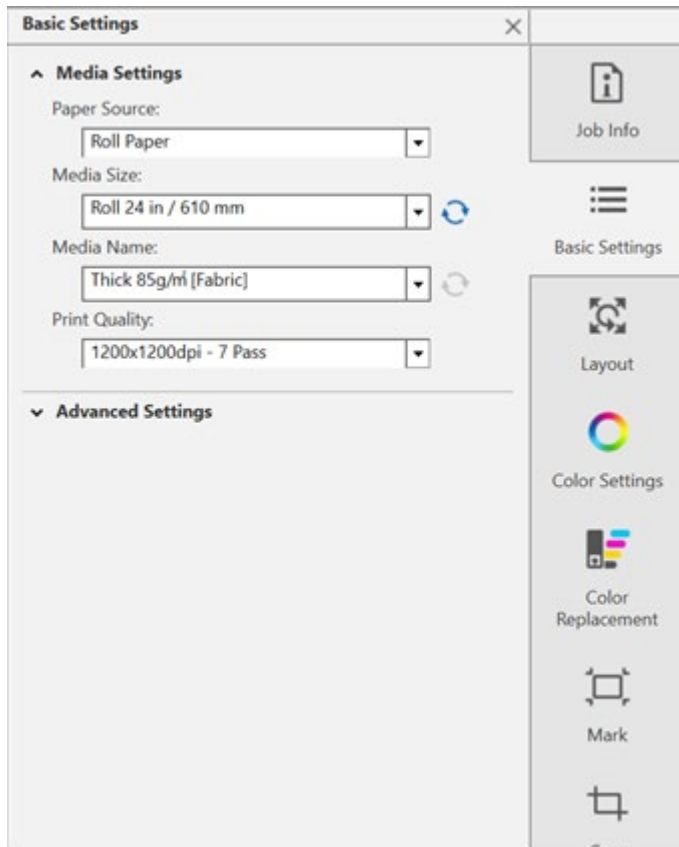 Basic Settings
Media Settings
Paper Source:
Roll Paper
Media Size:
Roll 24 in / 610 mm
Media Name:
Thick 85g/㎡ [Fabric]
Print Quality:
1200x1200dpi - 7 Pass
Advanced Settings
Job Info
Basic Settings
Layout
Color Settings
Color
Replacement
Mark